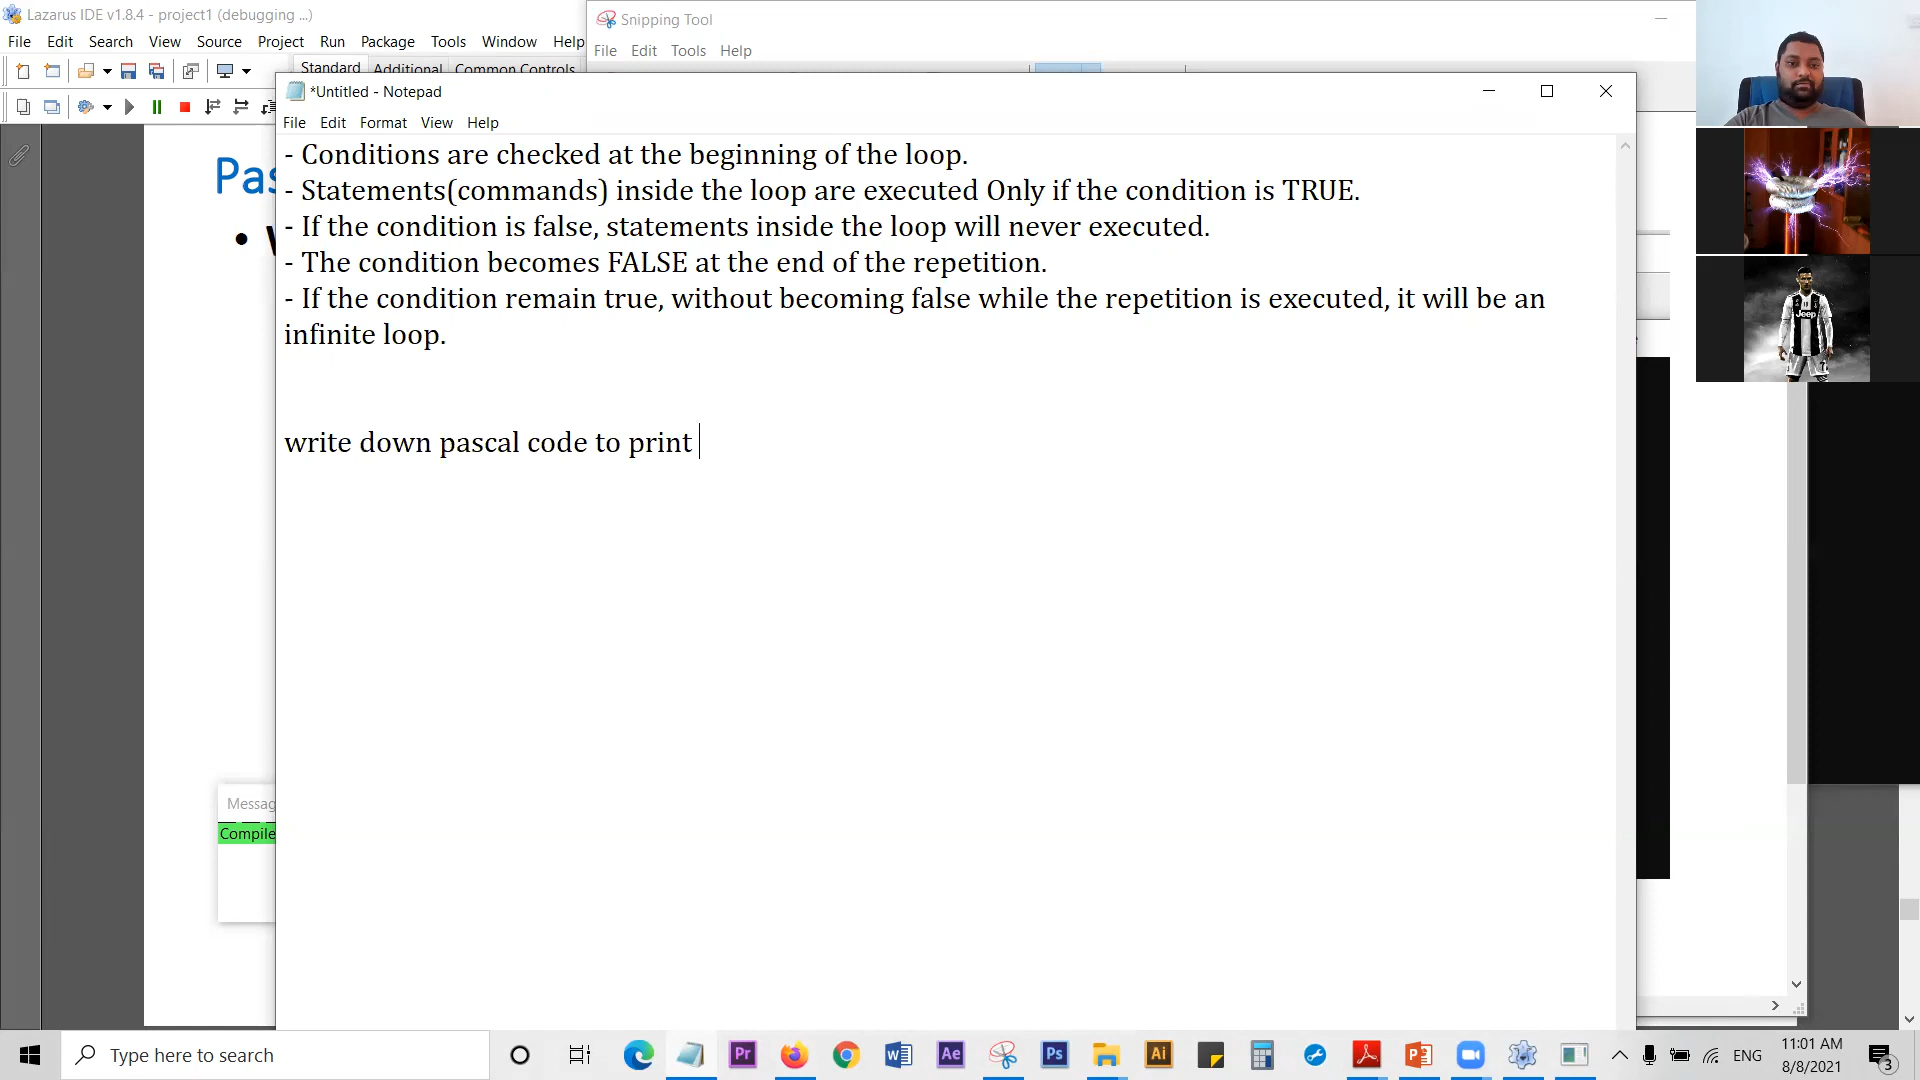 Lazarus IDE v1.8.4 - project1 (debugging ...)
File Edit Search View Source Project Run Package Tools Window Help
Standard Additional Common Controls
Snipping Tool
File Edit Tools Help
*Untitled - Notepad
File Edit Format View Help
- Conditions are checked at the beginning of the loop.
- Statements(commands) inside the loop are executed Only if the condition is TRUE.
- If the condition is false, statements inside the loop will never executed.
- The condition becomes FALSE at the end of the repetition.
- If the condition remain true, without becoming false while the repetition is executed, it will be an
infinite loop.
write down pascal code to print
Pas
Messag
Compile
Jeep
Type here to search
Pr
Ae
Ps
Ai
ENG
11:01 AM
8/8/2021
3